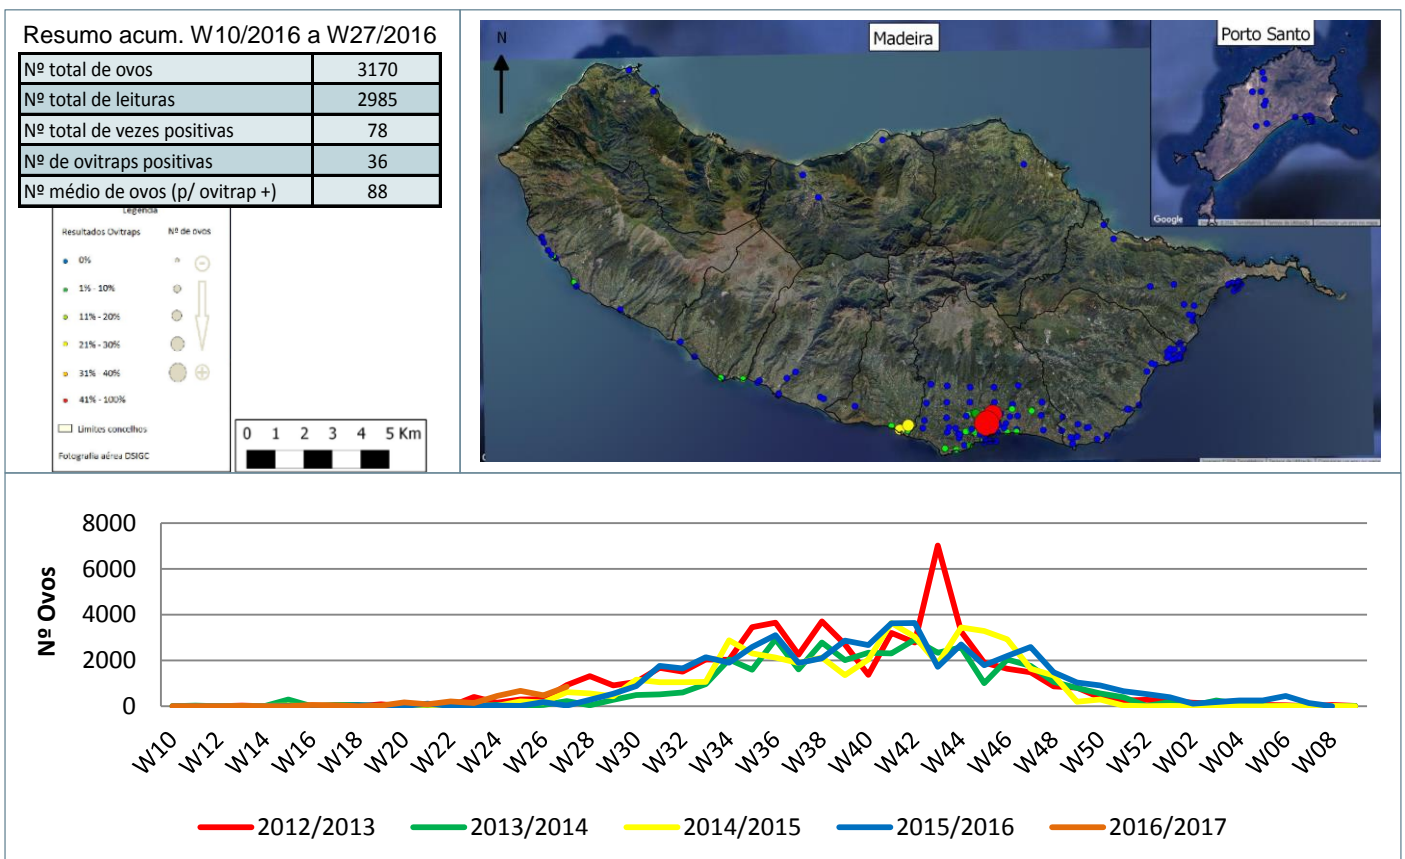 Resumo acum. W10/2016 a W27/2016
Nº total de ovos 3170
Nº total de leituras 2985
Nº total de vezes positivas 78
Nº de ovitraps positivas 36
Nº médio de ovos (p/ ovitrap +) 88
Legenda
Resultados Ovitraps Nº de ovos
0%
1% - 10%
11% - 20%
21% - 30%
31% - 40%
41% - 100%
Limites concelhos
Fotografia aérea DSIGC
0 1 2 3 4 5 Km
N
Madeira
Porto Santo
Google
Nº Ovos
8000
6000
4000
2000
0
W10 W12 W14 W16 W18 W20 W22 W24 W26 W28 W30 W32 W34 W36 W38 W40 W42 W44 W46 W48 W50 W52 W02 W04 W06 W08
2012/2013 2013/2014 2014/2015 2015/2016 2016/2017